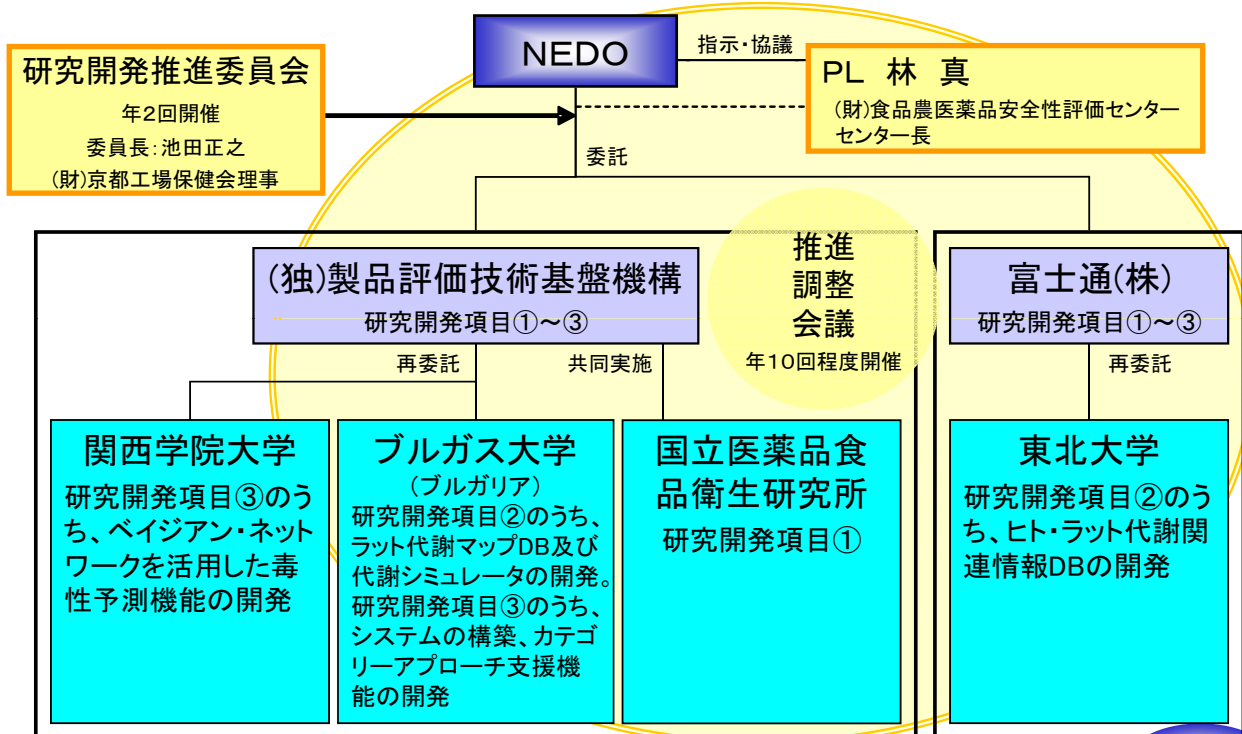 NEDO
指示・協議
研究開発推進委員会
年2回開催
委員長:池田正之
(財)京都工場保健会理事
PL 林 真
(財)食品農医薬品安全性評価センター
センター長
委託
(独)製品評価技術基盤機構
研究開発項目①~③
推進
調整
会議
年10回程度開催
富士通(株)
研究開発項目①~③
再委託
共同実施
再委託
関西学院大学
研究開発項目③のう
ち、ベイジアン・ネット
ワークを活用した毒
性予測機能の開発
ブルガス大学
(ブルガリア)
研究開発項目②のうち、
ラット代謝マップDB及び
代謝シミュレータの開発。
研究開発項目③のうち、
システムの構築、カテゴ
リーアプローチ支援機
能の開発
国立医薬品食
品衛生研究所
研究開発項目①
東北大学
研究開発項目②のう
ち、ヒト・ラット代謝関
連情報DBの開発